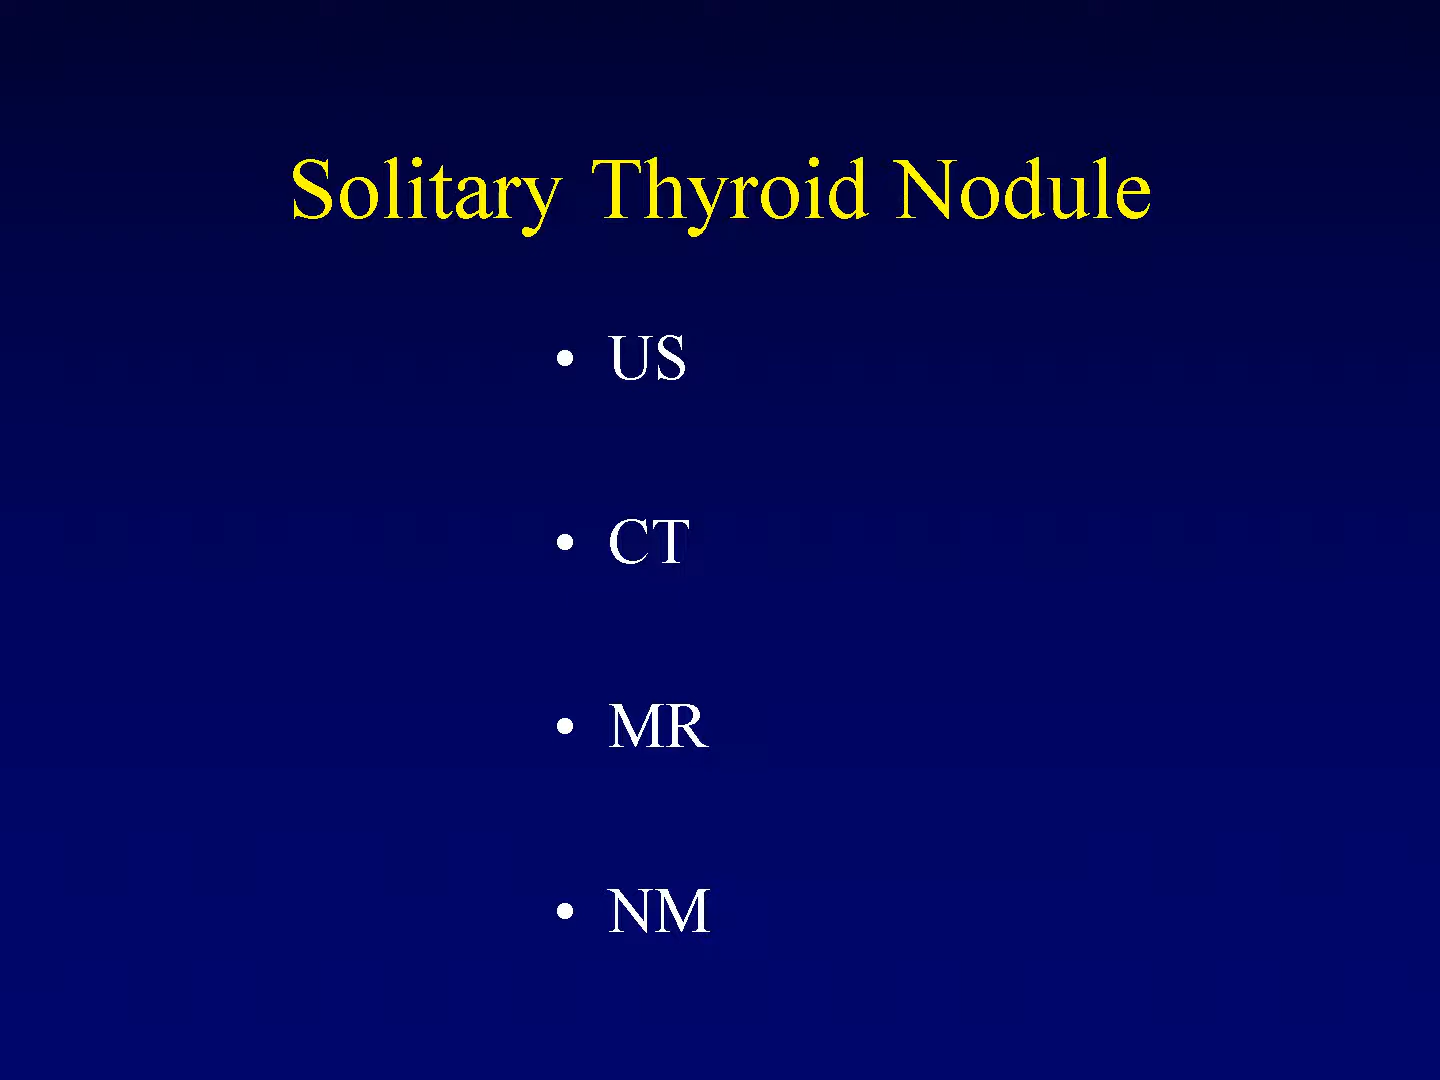 Solitary Thyroid Nodule
• US
• CT
• MR
• NM